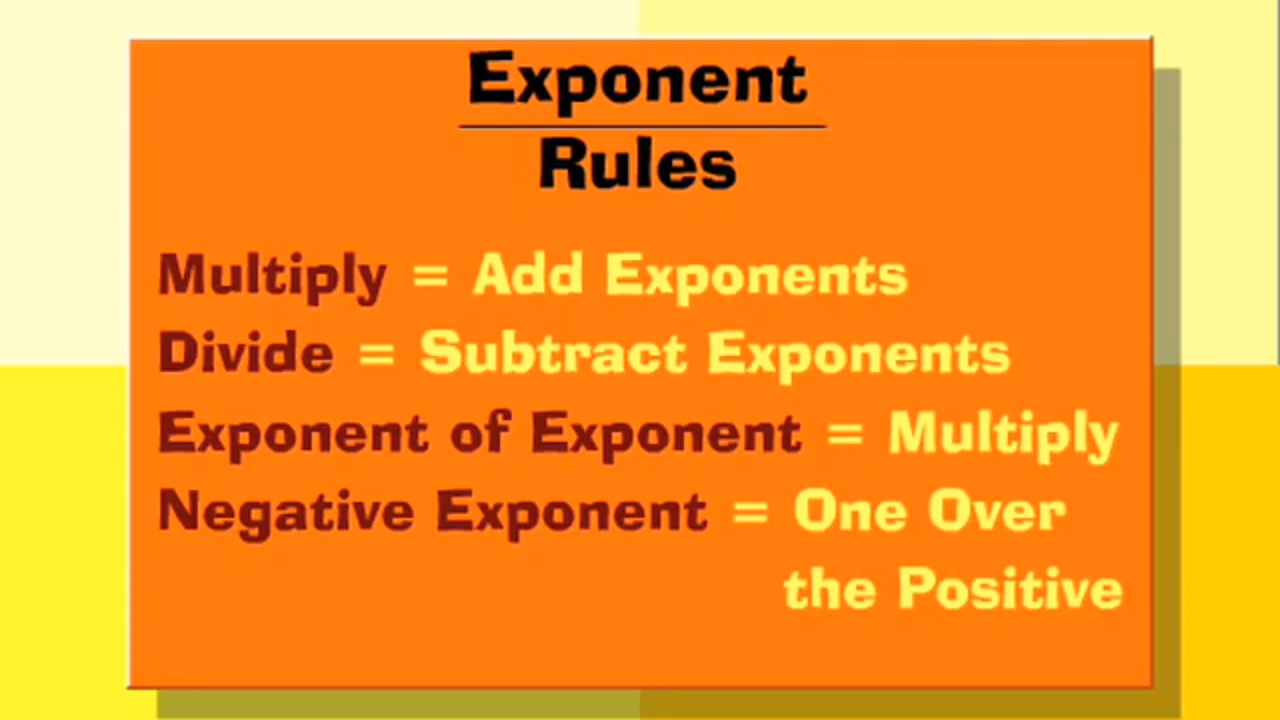 Exponent
Rules
Multiply = Add Exponents
Divide = Subtract Exponents
Exponent of Exponent = Multiply
Negative Exponent = One Over
the Positive